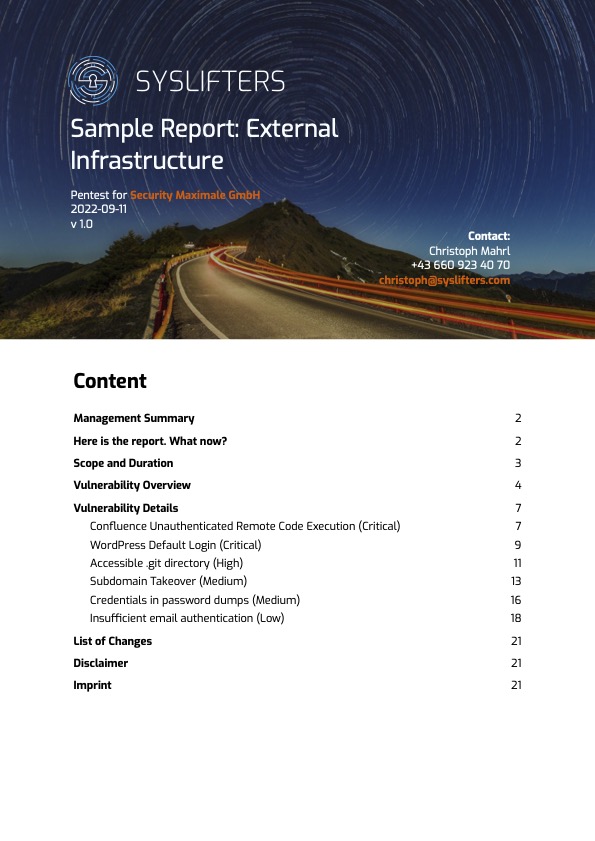 SYSLIFTERS
Sample Report: External
Infrastructure
Pentest for Security Maximale GmbH
2022-09-11
v 1.0
Contact:
Christoph Mahrl
+43 660 923 40 70
christoph@syslifters.com
Content
Management Summary 2
Here is the report. What now? 2
Scope and Duration 3
Vulnerability Overview 4
Vulnerability Details 7
Confluence Unauthenticated Remote Code Execution (Critical) 7
WordPress Default Login (Critical) 9
Accessible .git directory (High) 11
Subdomain Takeover (Medium) 13
Credentials in password dumps (Medium) 16
Insufficient email authentication (Low) 18
List of Changes 21
Disclaimer 21
Imprint 21